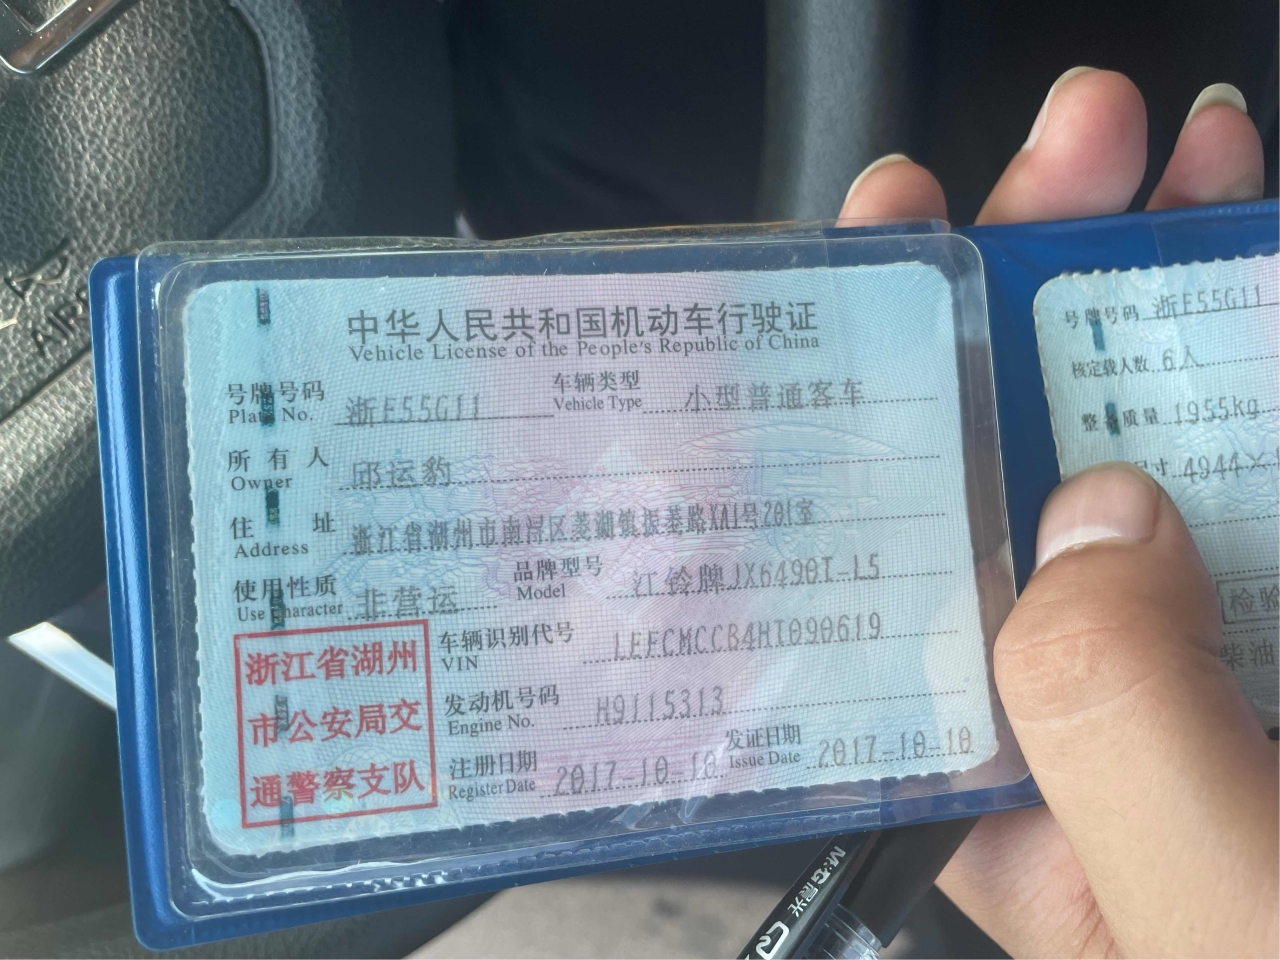 中华人民共和国机动车行驶证
Vehicle License of the People's Republic of China
号牌号码 浙E55G11 车辆类型 小型普通客车
Plate No. Vehicle Type
所有人 邱运豹
Owner
住址 浙江省湖州市南浔区菱湖镇振菱路XA1号201室
Address
使用性质 非营运 品牌型号 江铃牌JX6490T-L5
Use Character Model
车辆识别代号 LEFCMCCB4HT090619
VIN
发动机号码 H9115313
Engine No.
注册日期 2017-10-10 发证日期 2017-10-10
Register Date Issue Date
浙江省湖州
市公安局交
通警察支队
号牌号码 浙E55G11
核定载人数 6人
整备质量 1955kg
寸 4944×
检验
柴油
M&G 晨光